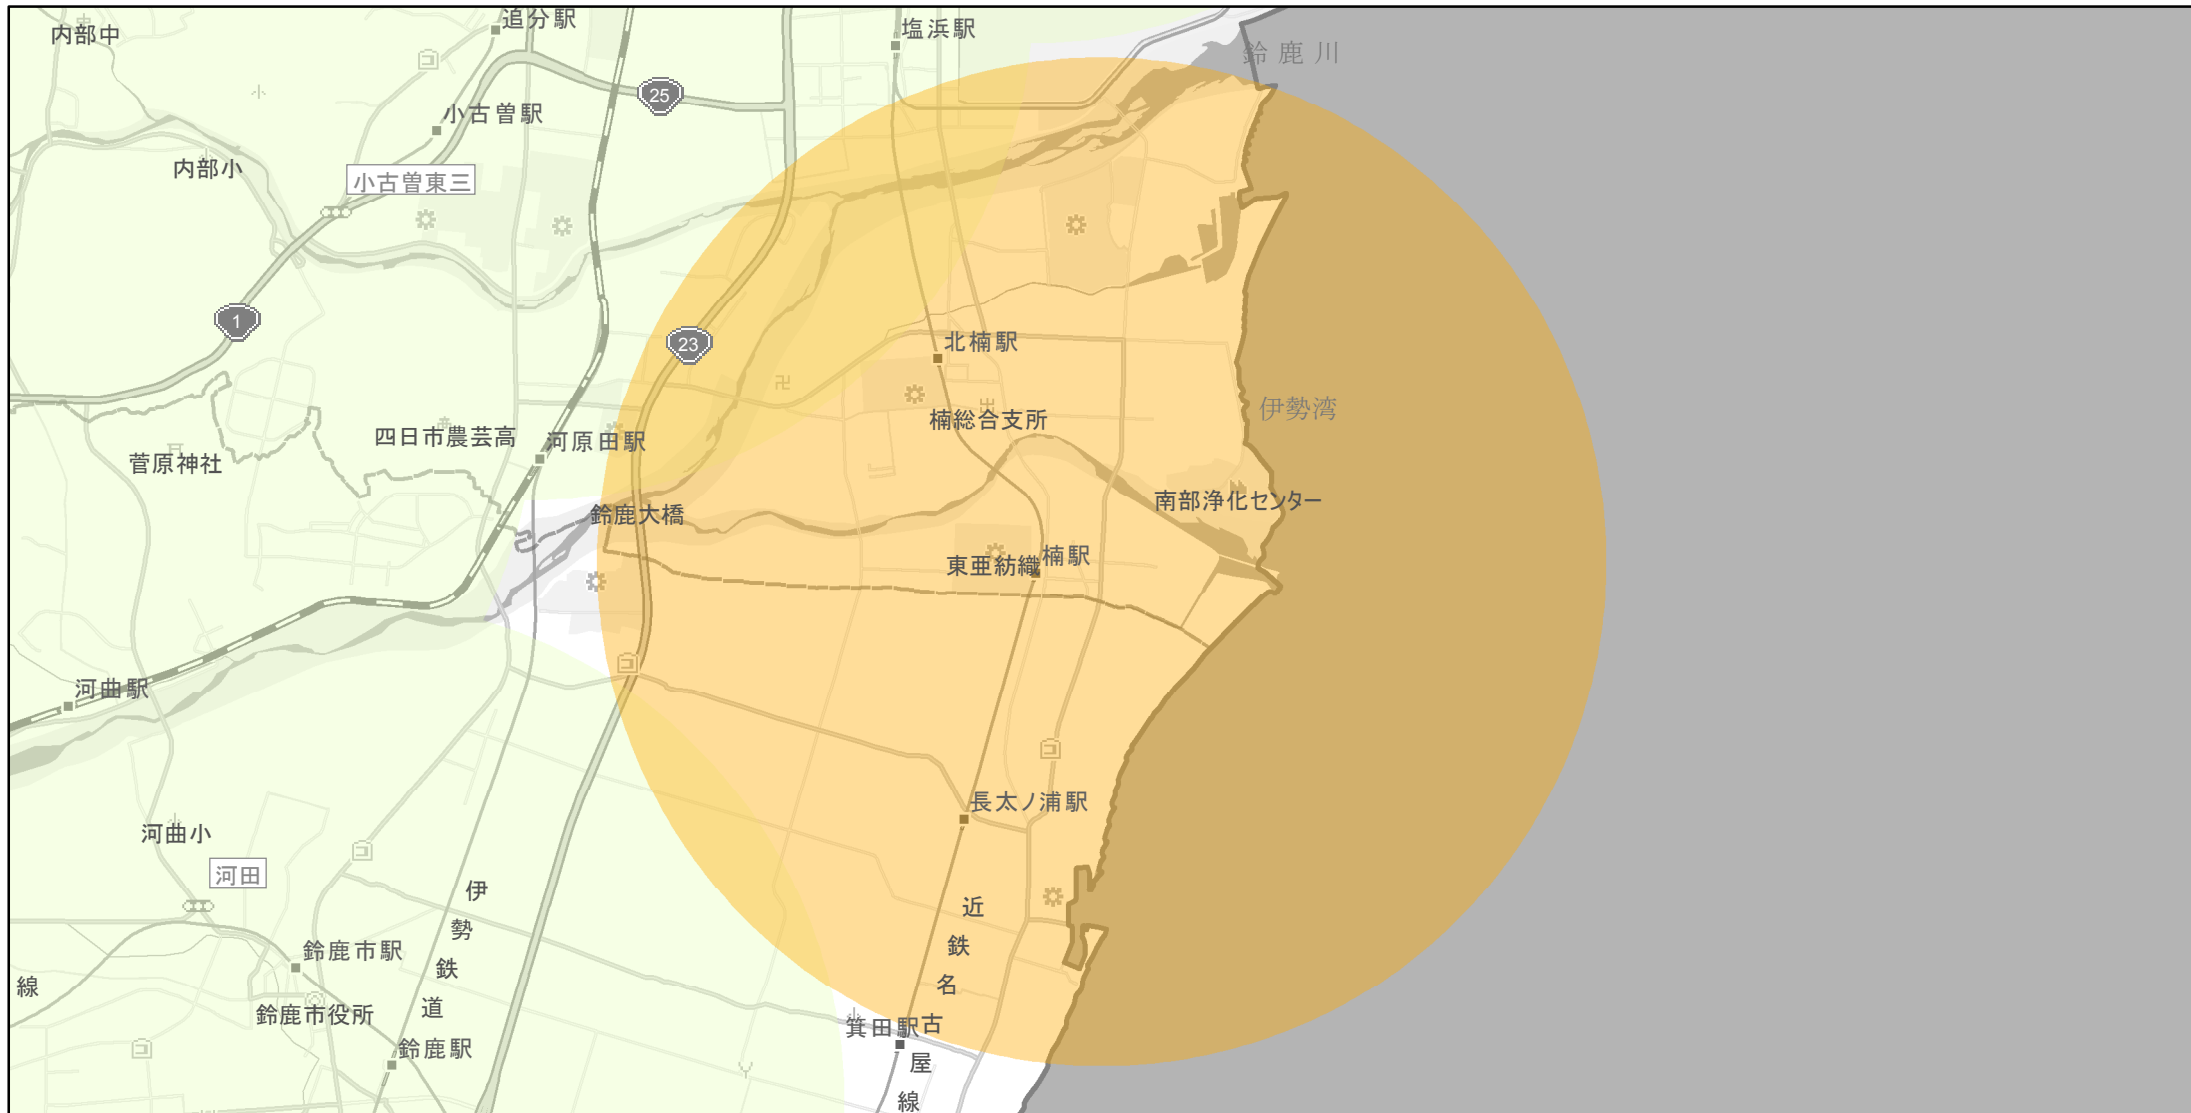 追分駅
塩浜駅
内部中
鈴鹿川
25
小古曽駅
内部小
小古曽東三
1
23
北楠駅
伊勢湾
楠総合支所
四日市農芸高
河原田駅
菅原神社
南部浄化センター
鈴鹿大橋
楠駅
東亜紡織
河曲駅
長太ノ浦駅
河曲小
河田
伊勢鉄道
近鉄名古屋線
鈴鹿市駅
線
鈴鹿市役所
箕田駅
鈴鹿駅